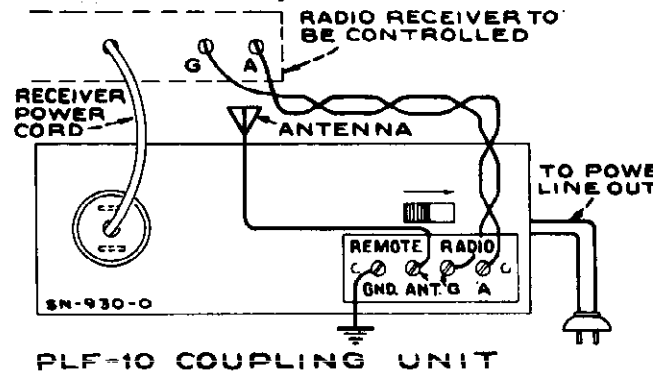 RADIO RECEIVER TO
BE CONTROLLED
G A
RECEIVER
POWER
CORD
ANTENNA
TO POWE
LINE OUT
REMOTE RADIO
GND. ANT. G A
SN-930-0
PLF-10 COUPLING UNIT